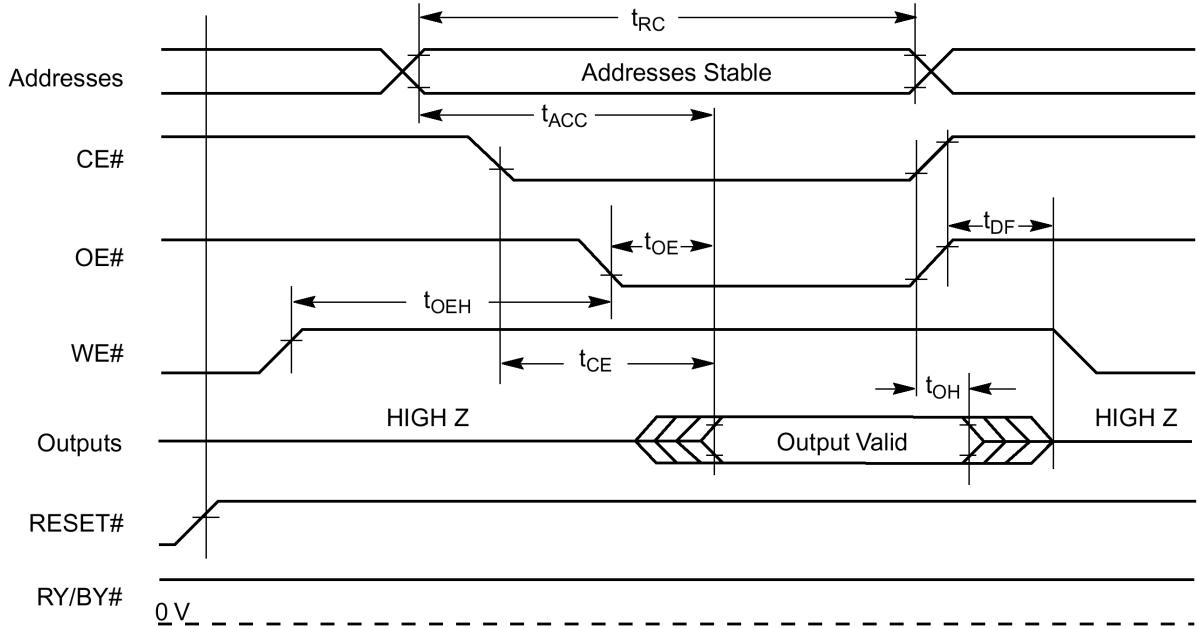 tRC
Addresses
Addresses Stable
tACC
CE#
tOE
tDF
OE#
tOEH
WE#
tCE
tOH
HIGH Z
HIGH Z
Outputs
Output Valid
RESET#
RY/BY#
0 V